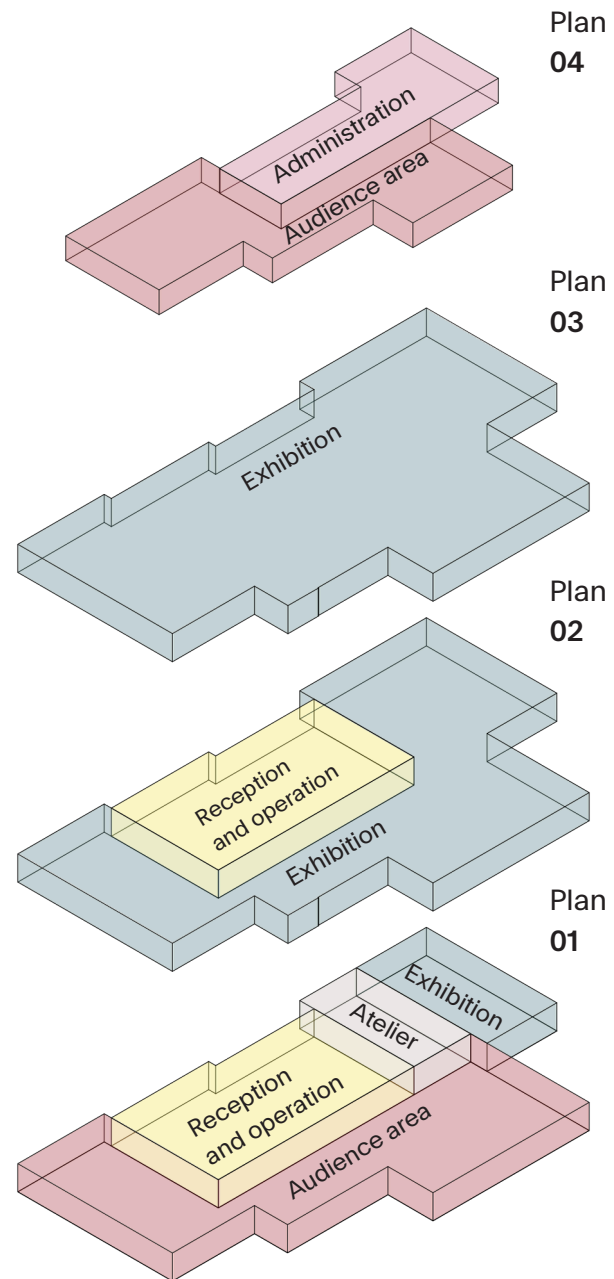 Plan
04
Administration
Audience area
Plan
03
Exhibition
Plan
02
Reception
and operation
Exhibition
Plan
01
Exhibition
Atelier
Reception
and operation
Audience area